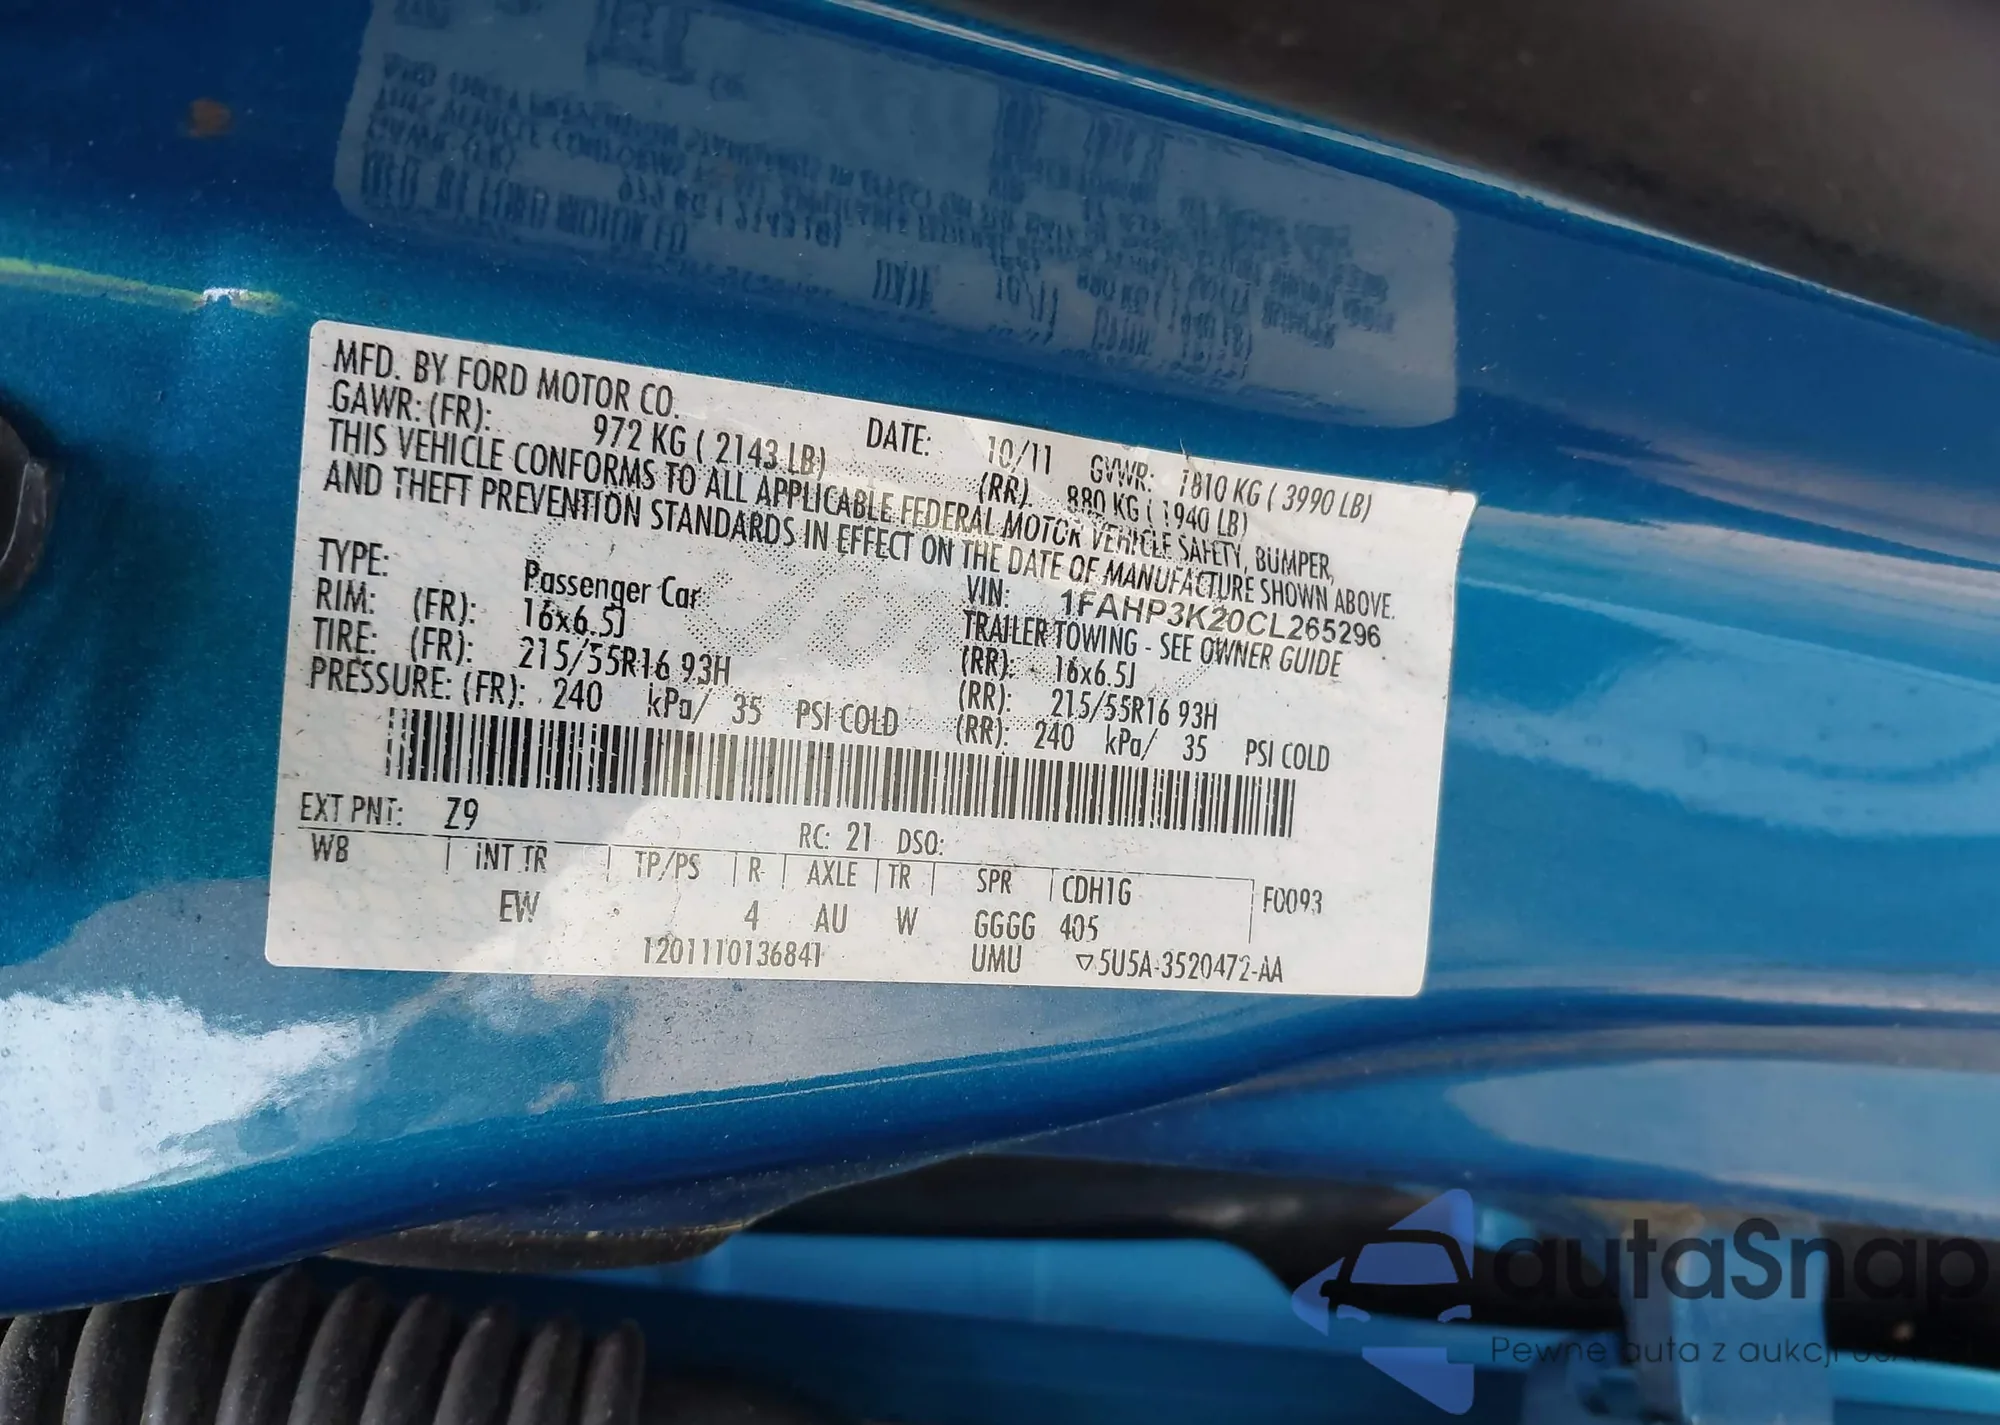 MFD. BY FORD MOTOR CO. DATE: 10/11 GVWR: 1810 KG ( 3990 LB)
GAWR: (FR): 972 KG ( 2143 LB) (RR). 880 KG ( 1940 LB)
THIS VEHICLE CONFORMS TO ALL APPLICABLE FEDERAL MOTOR VEHICLE SAFETY, BUMPER,
AND THEFT PREVENTION STANDARDS IN EFFECT ON THE DATE OF MANUFACTURE SHOWN ABOVE.
VIN: 1FAHP3K20CL265296
TYPE: Passenger Car TRAILER TOWING - SEE OWNER GUIDE
RIM: (FR): 16x6.5J (RR): 16x6.5J
TIRE: (FR): 215/55R16 93H (RR): 215/55R16 93H
PRESSURE: (FR): 240 kPa/ 35 PSI COLD (RR): 240 kPa/ 35 PSI COLD
EXT PNT: Z9 RC: 21 DSO:
WB INT TR TP/PS R AXLE TR SPR CDH1G F0093
EW 4 AU W GGGG 405
1201110136841 UMU ▽5U5A-3520472-AA
autaSnap
Pewne auta z aukcji